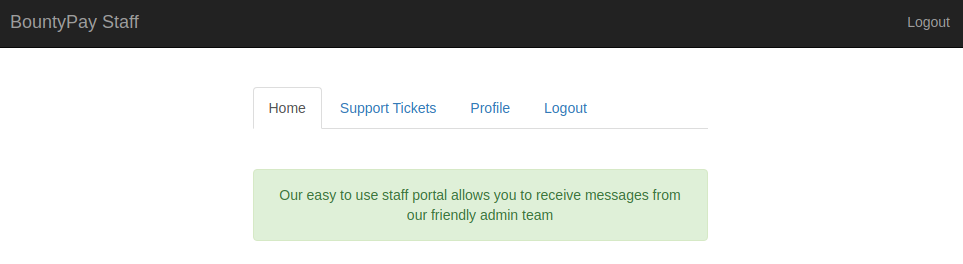 BountyPay Staff
Logout
Home
Support Tickets
Profile
Logout
Our easy to use staff portal allows you to receive messages from
our friendly admin team